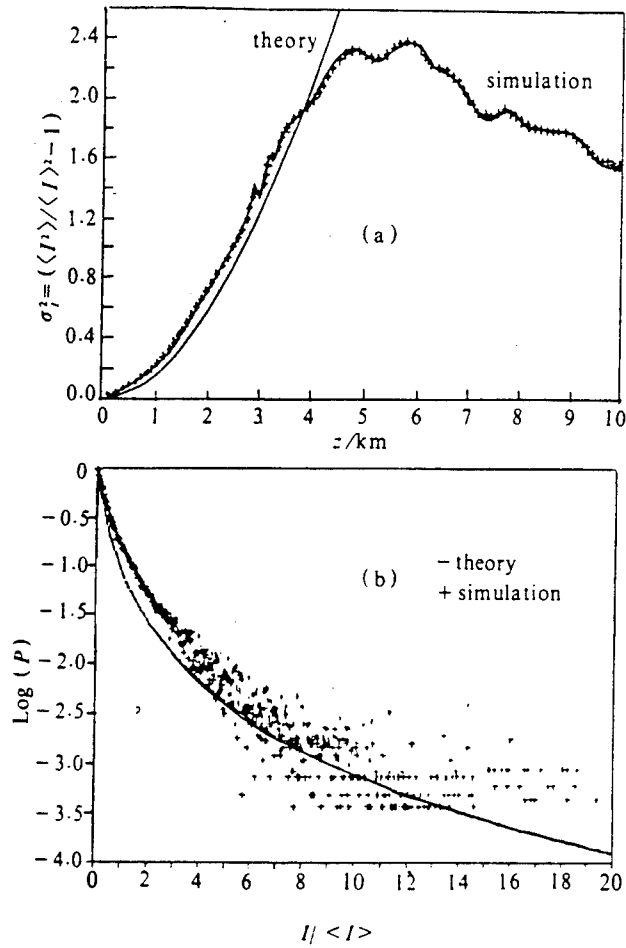 2.4
2.0
1.6
1.2
0.8
0.4
0.0
σ²_I=(⟨I²⟩/⟨I⟩²−1)
theory
simulation
(a)
0 1 2 3 4 5 6 7 8 9 10
z/km
0
−0.5
−1.0
−1.5
−2.0
−2.5
−3.0
−3.5
−4.0
Log (P)
(b)
– theory
+ simulation
0 2 4 6 8 10 12 14 16 18 20
I/ <I>